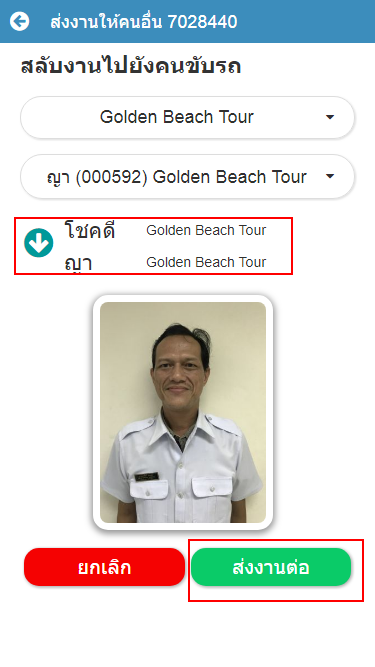 ส่งงานให้คนอื่น 7028440
สลับงานไปยังคนขับรถ
Golden Beach Tour
ญา (000592) Golden Beach Tour
โชคดี Golden Beach Tour
ญา Golden Beach Tour
ยกเลิก ส่งงานต่อ